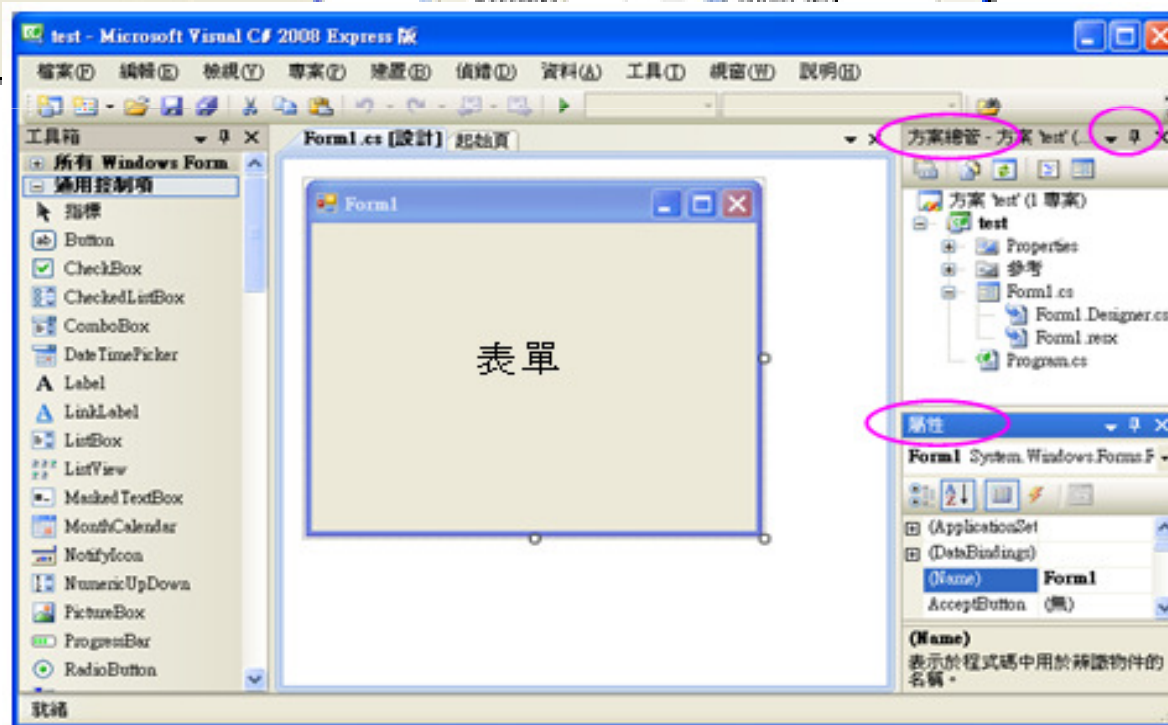 test - Microsoft Visual C# 2008 Express 版
檔案(F) 編輯(E) 檢視(V) 專案(P) 建置(B) 偵錯(D) 資料(A) 工具(T) 視窗(W) 說明(H)
工具箱
所有 Windows Form
通用控制項
指標
Button
CheckBox
CheckedListBox
ComboBox
DateTimePicker
Label
LinkLabel
ListBox
ListView
MaskedTextBox
MonthCalendar
NotifyIcon
NumericUpDown
PictureBox
ProgressBar
RadioButton
Form1.cs [設計] 起始頁
Form1
表單
方案總管 - 方案 'test' (...
方案 'test' (1 專案)
test
Properties
參考
Form1.cs
Form1.Designer.cs
Form1.resx
Program.cs
屬性
Form1 System.Windows.Forms.F
(ApplicationSet
(DataBindings)
(Name) Form1
AcceptButton (無)
(Name)
表示於程式碼中用於辨識物件的
名稱。
就緒